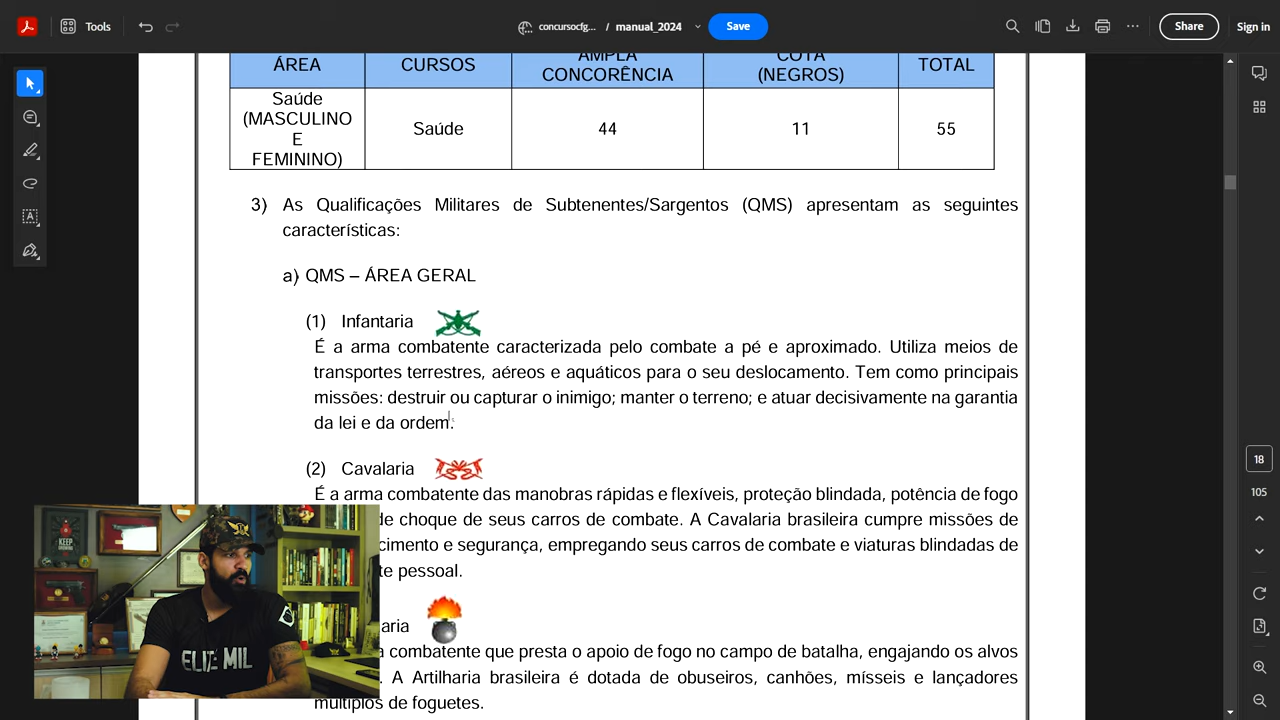 Tools
concursocfg... / manual_2024
Save
Share
Sign in
ÁREA CURSOS AMPLA CONCORÊNCIA COTA (NEGROS) TOTAL
Saúde
(MASCULINO
E
FEMININO)
Saúde 44 11 55
3) As Qualificações Militares de Subtenentes/Sargentos (QMS) apresentam as seguintes
características:
a) QMS – ÁREA GERAL
(1) Infantaria
É a arma combatente caracterizada pelo combate a pé e aproximado. Utiliza meios de
transportes terrestres, aéreos e aquáticos para o seu deslocamento. Tem como principais
missões: destruir ou capturar o inimigo; manter o terreno; e atuar decisivamente na garantia
da lei e da ordem.
(2) Cavalaria
É a arma combatente das manobras rápidas e flexíveis, proteção blindada, potência de fogo
de choque de seus carros de combate. A Cavalaria brasileira cumpre missões de
cimento e segurança, empregando seus carros de combate e viaturas blindadas de
te pessoal.
aria
combatente que presta o apoio de fogo no campo de batalha, engajando os alvos
. A Artilharia brasileira é dotada de obuseiros, canhões, mísseis e lançadores
múltiplos de foguetes.
18
105
KEEP
ELITE MIL